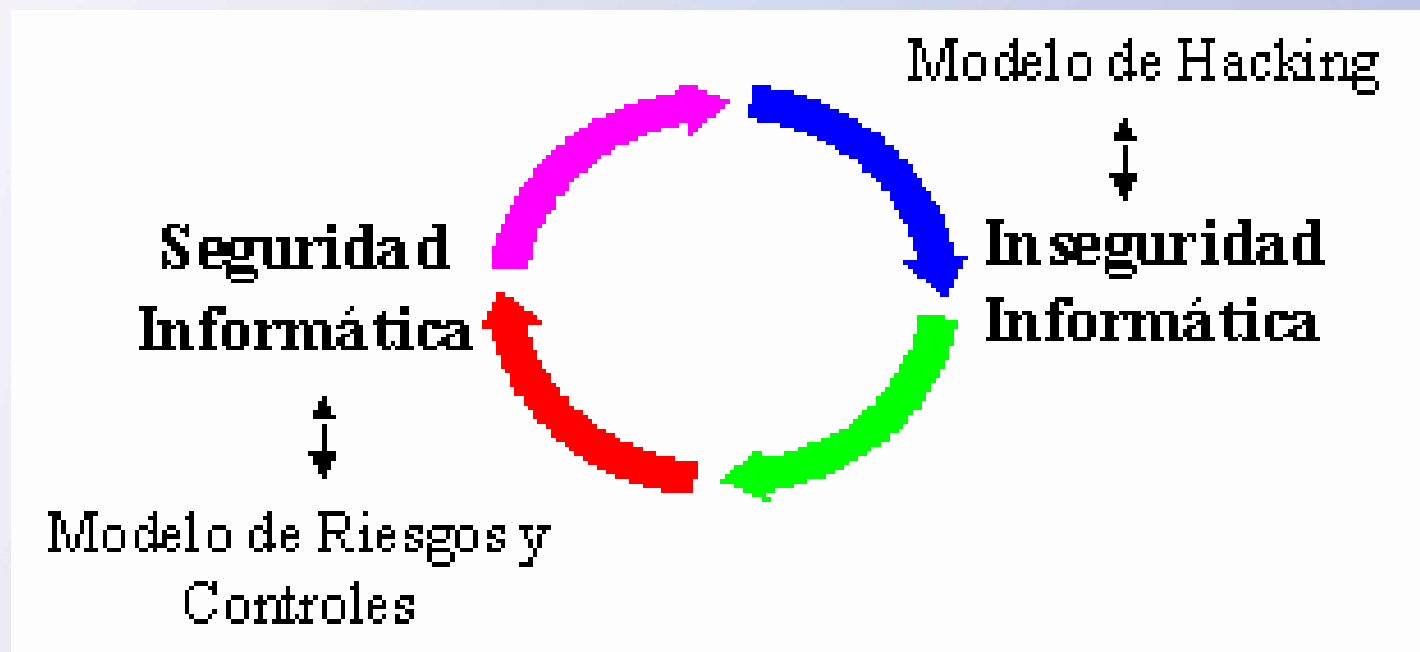 Modelo de Hacking
Seguridad
Informática
Inseguridad
Informática
Modelo de Riesgos y
Controles